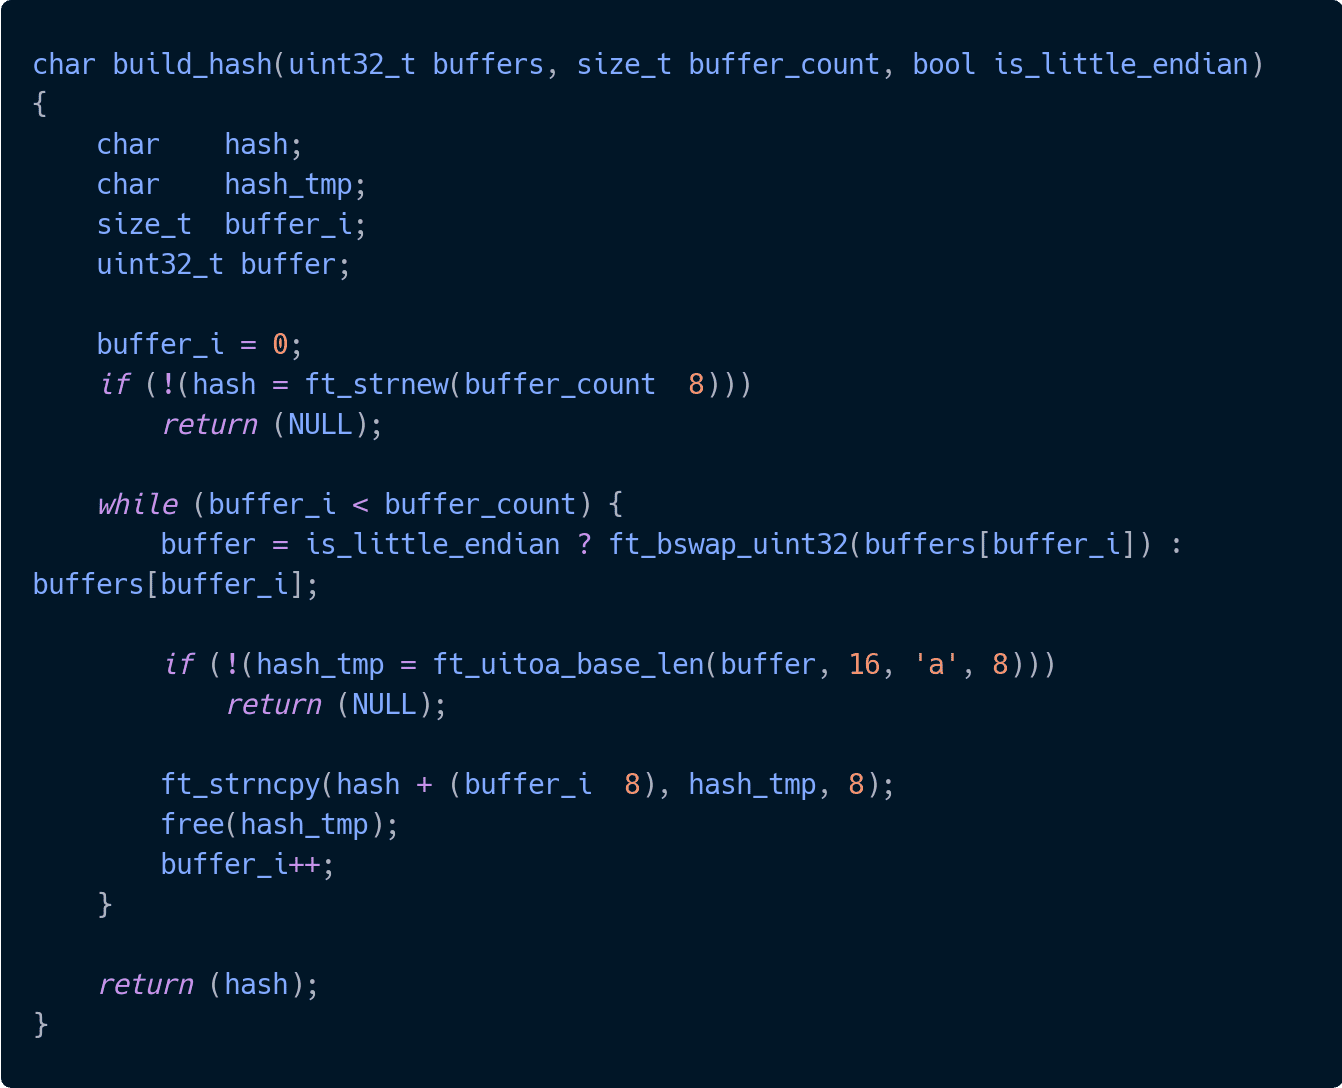 char build_hash(uint32_t buffers, size_t buffer_count, bool is_little_endian)
{
    char    hash;
    char    hash_tmp;
    size_t  buffer_i;
    uint32_t buffer;

    buffer_i = 0;
    if (!(hash = ft_strnew(buffer_count  8)))
        return (NULL);

    while (buffer_i < buffer_count) {
        buffer = is_little_endian ? ft_bswap_uint32(buffers[buffer_i]) :
buffers[buffer_i];

        if (!(hash_tmp = ft_uitoa_base_len(buffer, 16, 'a', 8)))
            return (NULL);

        ft_strncpy(hash + (buffer_i  8), hash_tmp, 8);
        free(hash_tmp);
        buffer_i++;
    }

    return (hash);
}